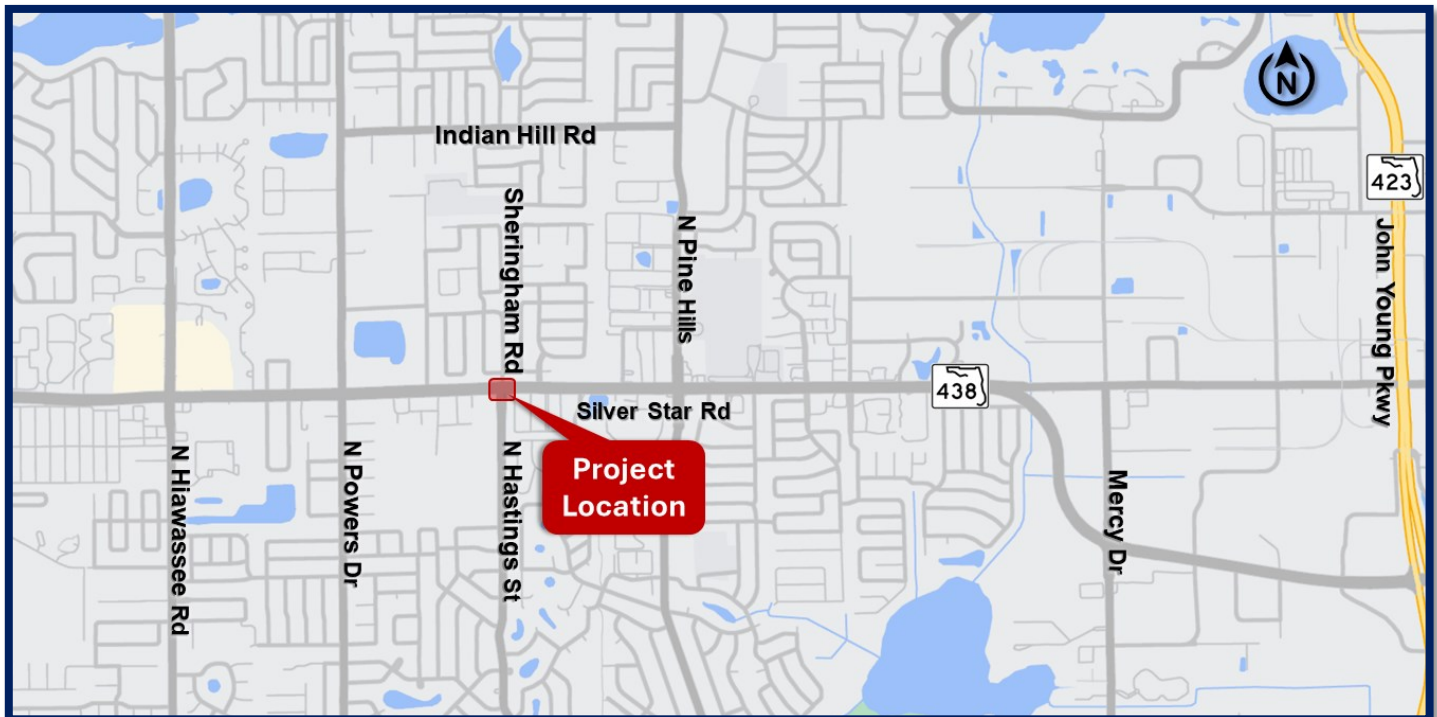 N
Indian Hill Rd
423
Sheringham Rd
N Pine Hills
John Young Pkwy
438
Silver Star Rd
Project
Location
N Hiawassee Rd
N Powers Dr
N Hastings St
Mercy Dr